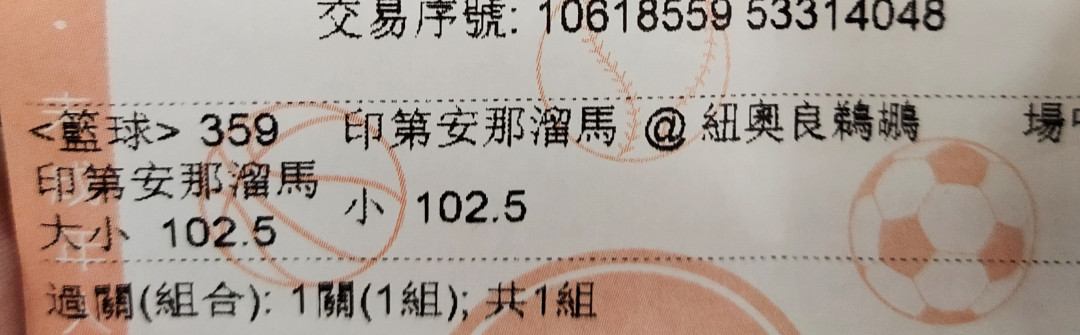 交易序號: 10618559 53314048
<籃球> 359 印第安那溜馬 @ 紐奧良鵜鶘 場
印第安那溜馬
大小 102.5 小 102.5
過關(組合): 1關(1組); 共1組